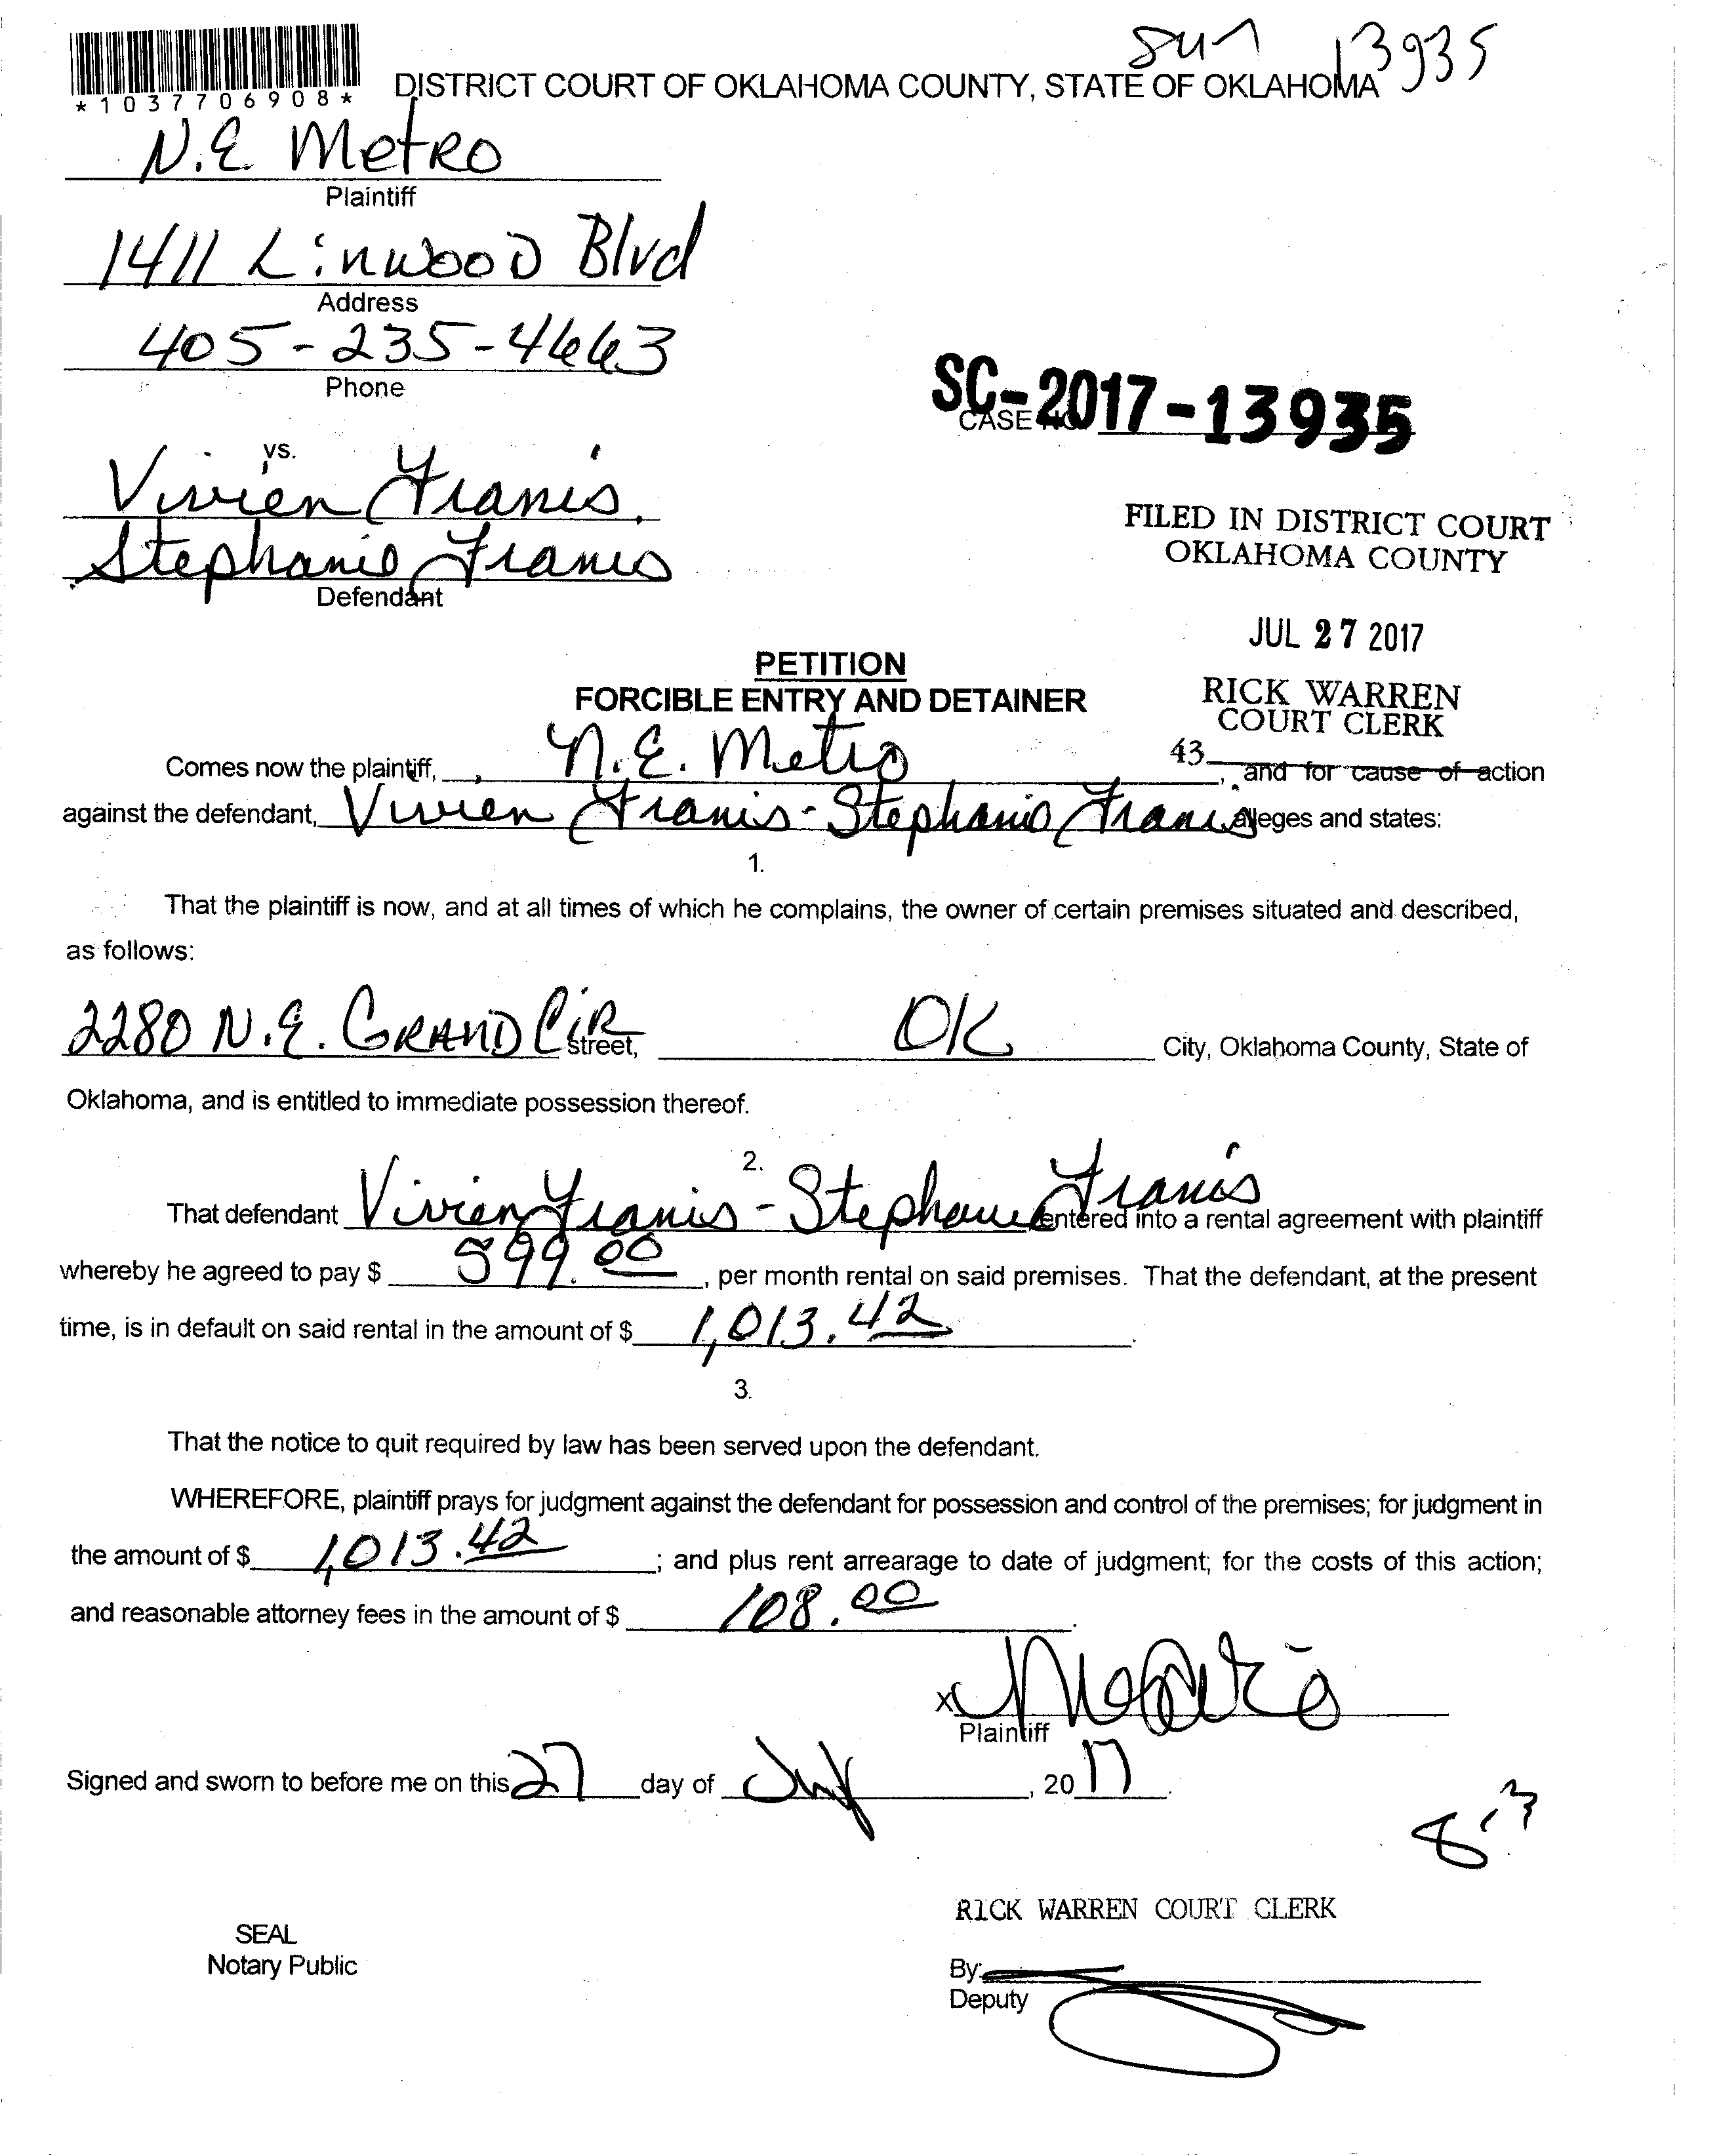 13935
*1037706908*
DISTRICT COURT OF OKLAHOMA COUNTY, STATE OF OKLAHOMA
N.E. Metro
Plaintiff
1411 Linwood Blvd
Address
405-235-4663
Phone
SC-2017-13935
CASE NO.
vs.
Vivien Franis.
Stephanie Franis
Defendant
FILED IN DISTRICT COURT
OKLAHOMA COUNTY
JUL 27 2017
RICK WARREN
COURT CLERK
43
PETITION
FORCIBLE ENTRY AND DETAINER
Comes now the plaintiff, N.E. Metro, and for cause of action
against the defendant, Vivien Franis - Stephanie Franis alleges and states:
1.
That the plaintiff is now, and at all times of which he complains, the owner of certain premises situated and described,
as follows:
2280 N.E. GRAND CIR street, OK City, Oklahoma County, State of
Oklahoma, and is entitled to immediate possession thereof.
2.
That defendant Vivien Franis - Stephanie Franis entered into a rental agreement with plaintiff
whereby he agreed to pay $ 599.00, per month rental on said premises. That the defendant, at the present
time, is in default on said rental in the amount of $ 1,013.42.
3.
That the notice to quit required by law has been served upon the defendant.
WHEREFORE, plaintiff prays for judgment against the defendant for possession and control of the premises; for judgment in
the amount of $ 1,013.42; and plus rent arrearage to date of judgment; for the costs of this action;
and reasonable attorney fees in the amount of $ 108.00.
X
Plaintiff
Signed and sworn to before me on this 27 day of July, 2017.
RICK WARREN COURT CLERK
SEAL
Notary Public
By:
Deputy